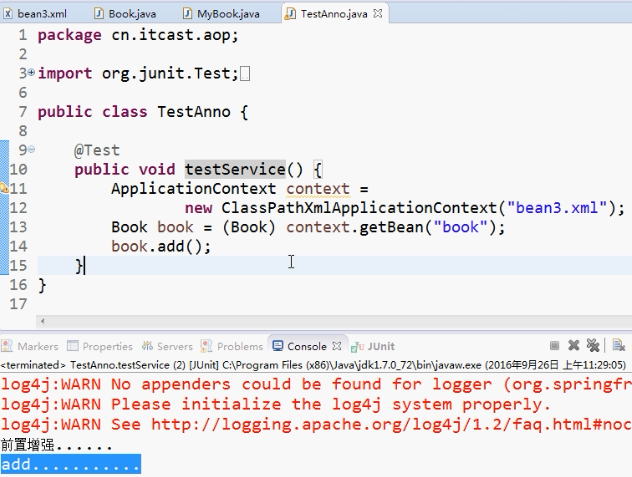 bean3.xml Book.java MyBook.java TestAnno.java
1 package cn.itcast.aop;
2
3 import org.junit.Test;
6
7 public class TestAnno {
8
9 @Test
10 public void testService() {
11 ApplicationContext context =
12 new ClassPathXmlApplicationContext("bean3.xml");
13 Book book = (Book) context.getBean("book");
14 book.add();
15 }
16 }
17
Markers Properties Servers Problems Console JUnit
<terminated> TestAnno.testService (2) [JUnit] C:\Program Files (x86)\Java\jdk1.7.0_72\bin\javaw.exe (2016年9月26日 上午11:29:05)
log4j:WARN No appenders could be found for logger (org.springfr
log4j:WARN Please initialize the log4j system properly.
log4j:WARN See http://logging.apache.org/log4j/1.2/faq.html#noc
前置增强......
add...........